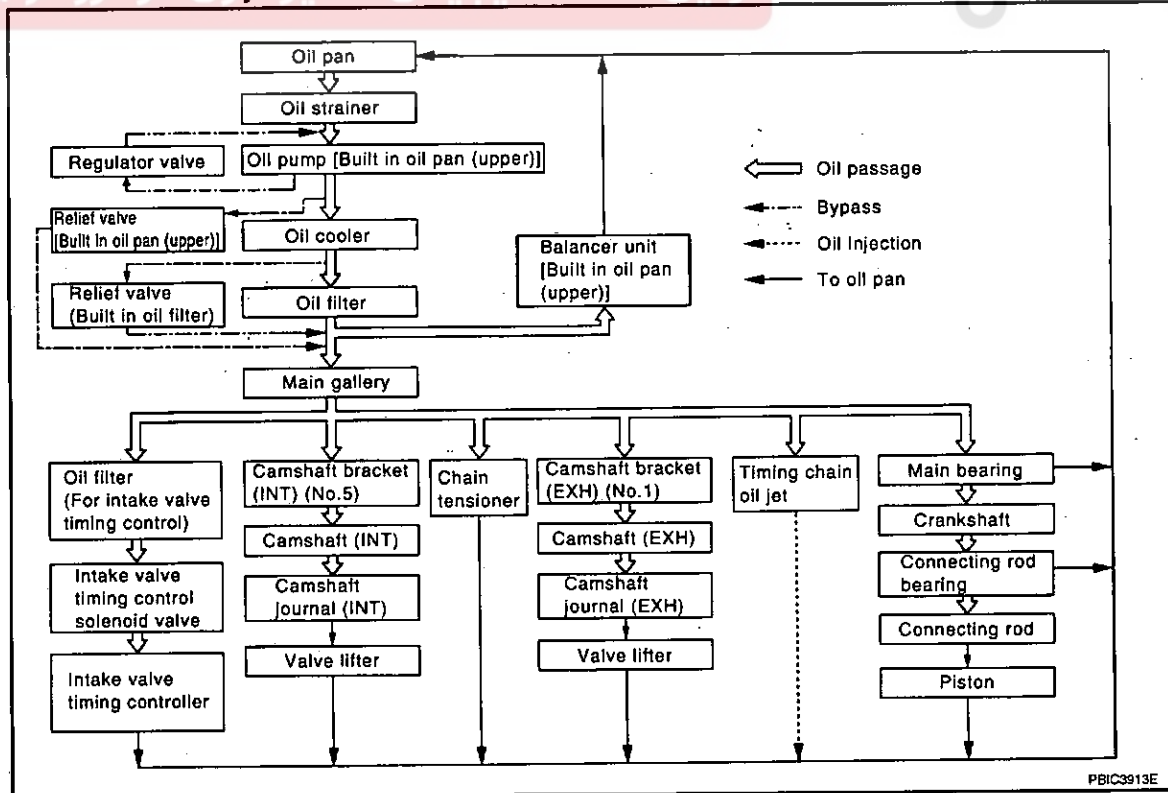 Oil pan
Oil strainer
Regulator valve
Oil pump [Built in oil pan (upper)]
Oil passage
Bypass
Oil Injection
To oil pan
Relief valve
[Built in oil pan (upper)]
Oil cooler
Balancer unit
[Built in oil pan
(upper)]
Relief valve
(Built in oil filter)
Oil filter
Main gallery
Oil filter
(For intake valve
timing control)
Intake valve
timing control
solenoid valve
Intake valve
timing controller
Camshaft bracket
(INT) (No.5)
Camshaft (INT)
Camshaft
journal (INT)
Valve lifter
Chain
tensioner
Camshaft bracket
(EXH) (No.1)
Camshaft (EXH)
Camshaft
journal (EXH)
Valve lifter
Timing chain
oil jet
Main bearing
Crankshaft
Connecting rod
bearing
Connecting rod
Piston
PBIC3913E